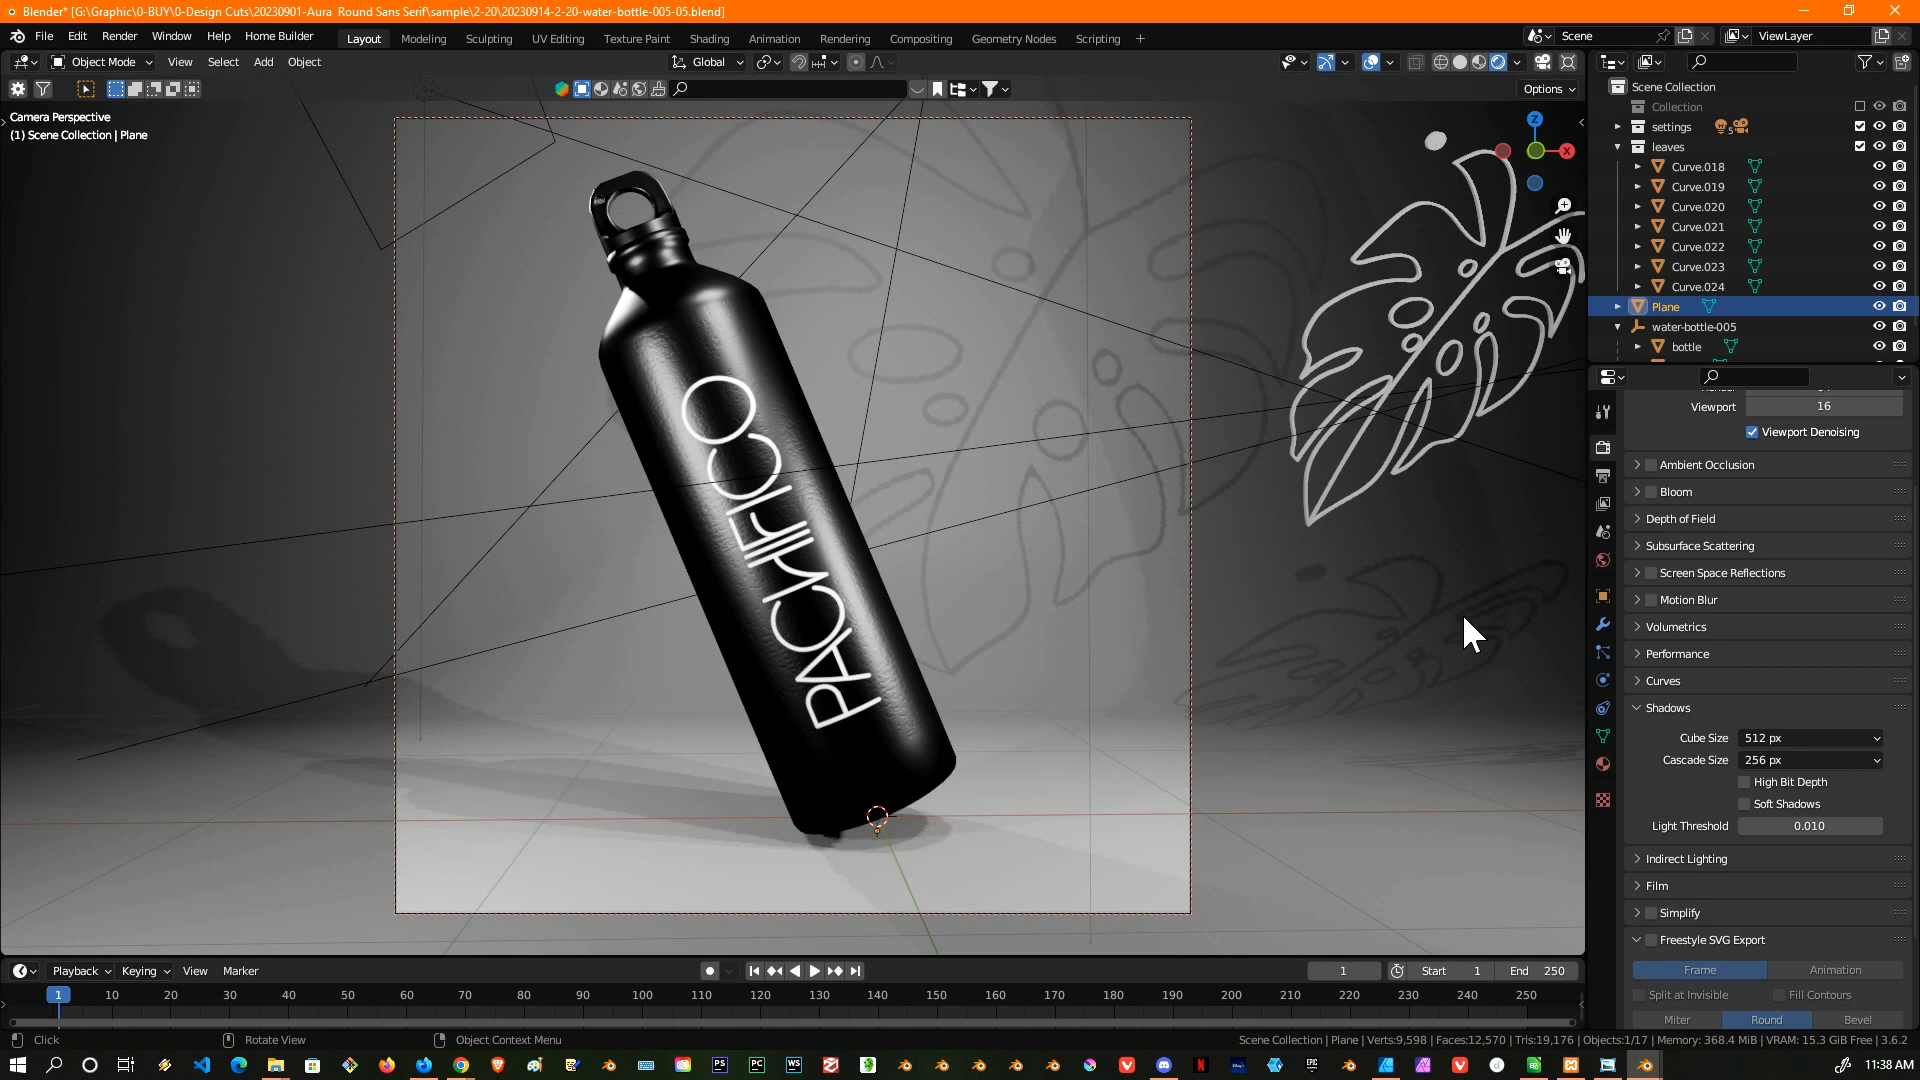 Blender* [G:\Graphic\0-BUY\0-Design Cuts\20230901-Aura  Round Sans Serif\sample\2-20\20230914-2-20-water-bottle-005-05.blend]
File Edit Render Window Help Home Builder Layout Modeling Sculpting UV Editing Texture Paint Shading Animation Rendering Compositing Geometry Nodes Scripting + Scene ViewLayer
Object Mode View Select Add Object Global
Options
Camera Perspective
(1) Scene Collection | Plane
PACHIFICO
Z
X
Scene Collection
Collection
settings 5
leaves
Curve.018
Curve.019
Curve.020
Curve.021
Curve.022
Curve.023
Curve.024
Plane
water-bottle-005
bottle
Viewport 16
Viewport Denoising
Ambient Occlusion
Bloom
Depth of Field
Subsurface Scattering
Screen Space Reflections
Motion Blur
Volumetrics
Performance
Curves
Shadows
Cube Size 512 px
Cascade Size 256 px
High Bit Depth
Soft Shadows
Light Threshold 0.010
Indirect Lighting
Film
Simplify
Freestyle SVG Export
Frame Animation
Split at Invisible Fill Contours
Miter Round Bevel
Playback Keying View Marker 1 Start 1 End 250
1 10 20 30 40 50 60 70 80 90 100 110 120 130 140 150 160 170 180 190 200 210 220 230 240 250
Click Rotate View Object Context Menu Scene Collection | Plane | Verts:9,598 | Faces:12,570 | Tris:19,176 | Objects:1/17 | Memory: 368.4 MiB | VRAM: 15.3 GiB Free | 3.6.2
PS PC WS 11:38 AM